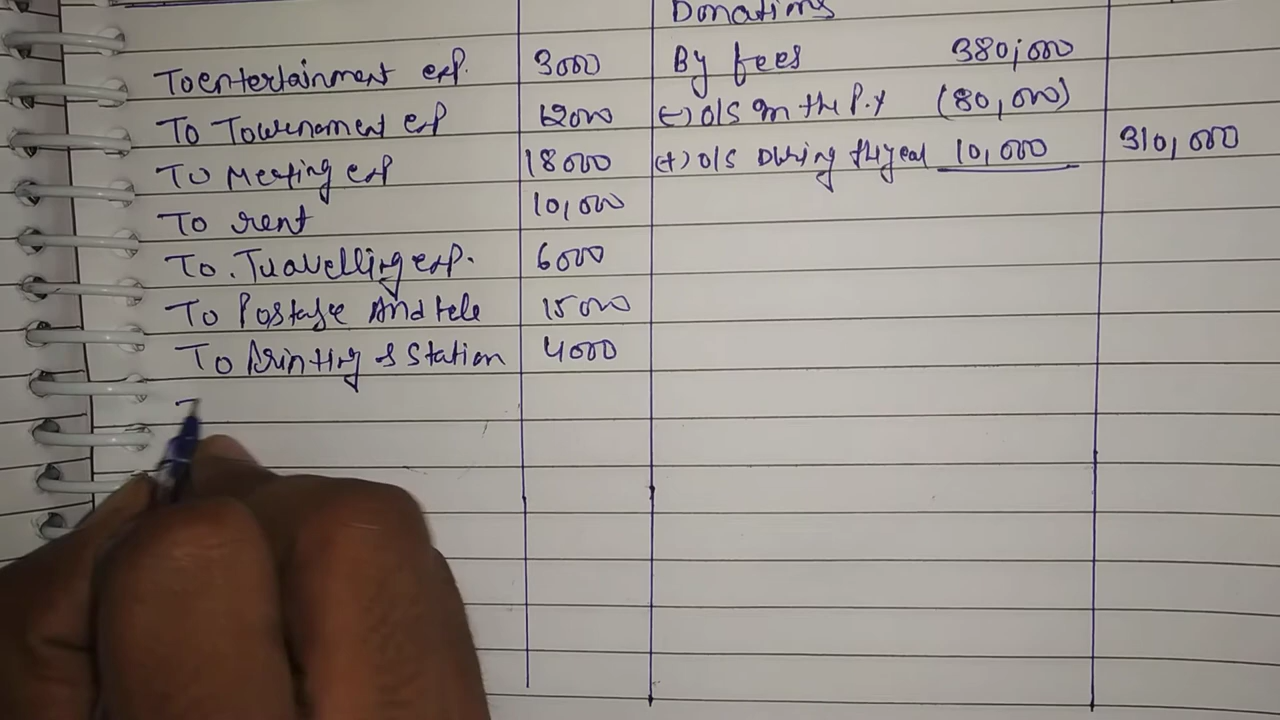 Donations
To entertainment exp. 3000 By fees 380,000
To Tournament exp 12000 (-) O/S In the P.Y (80,000)
To Meeting exp 18000 (+) O/S During the year 10,000 310,000
To rent 10,000
To. Travelling exp. 6000
To Postage And tele 15000
To Printing & Station 4000